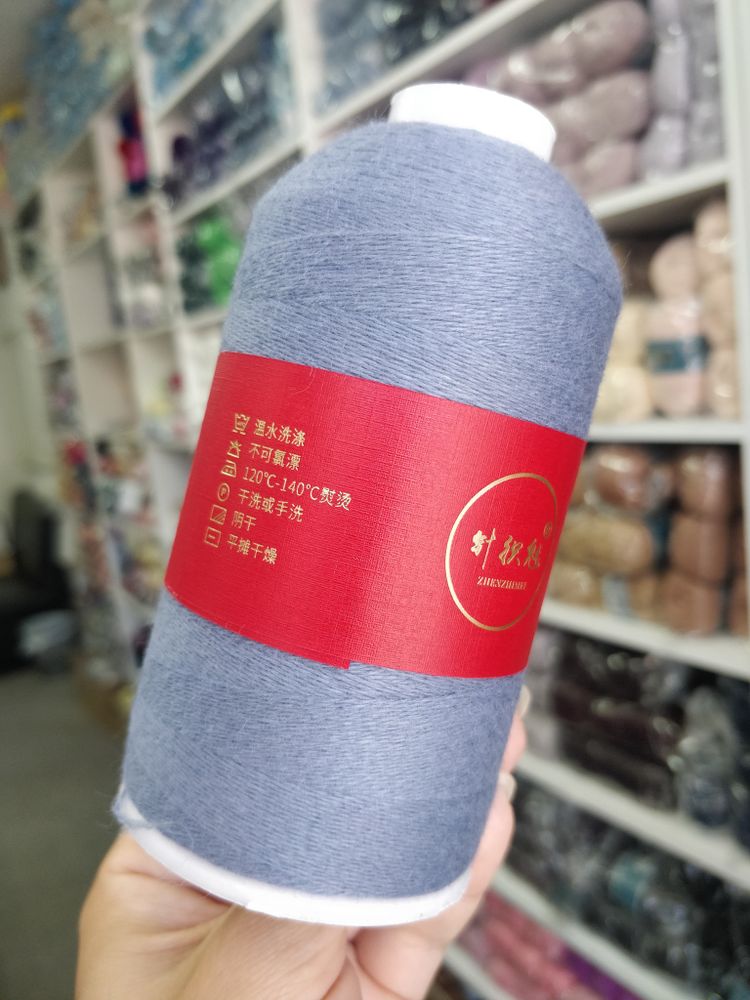 温水洗涤
不可氯漂
120℃-140℃熨烫
干洗或手洗
阴干
平摊干燥
针织魅
ZHENZHIMEI